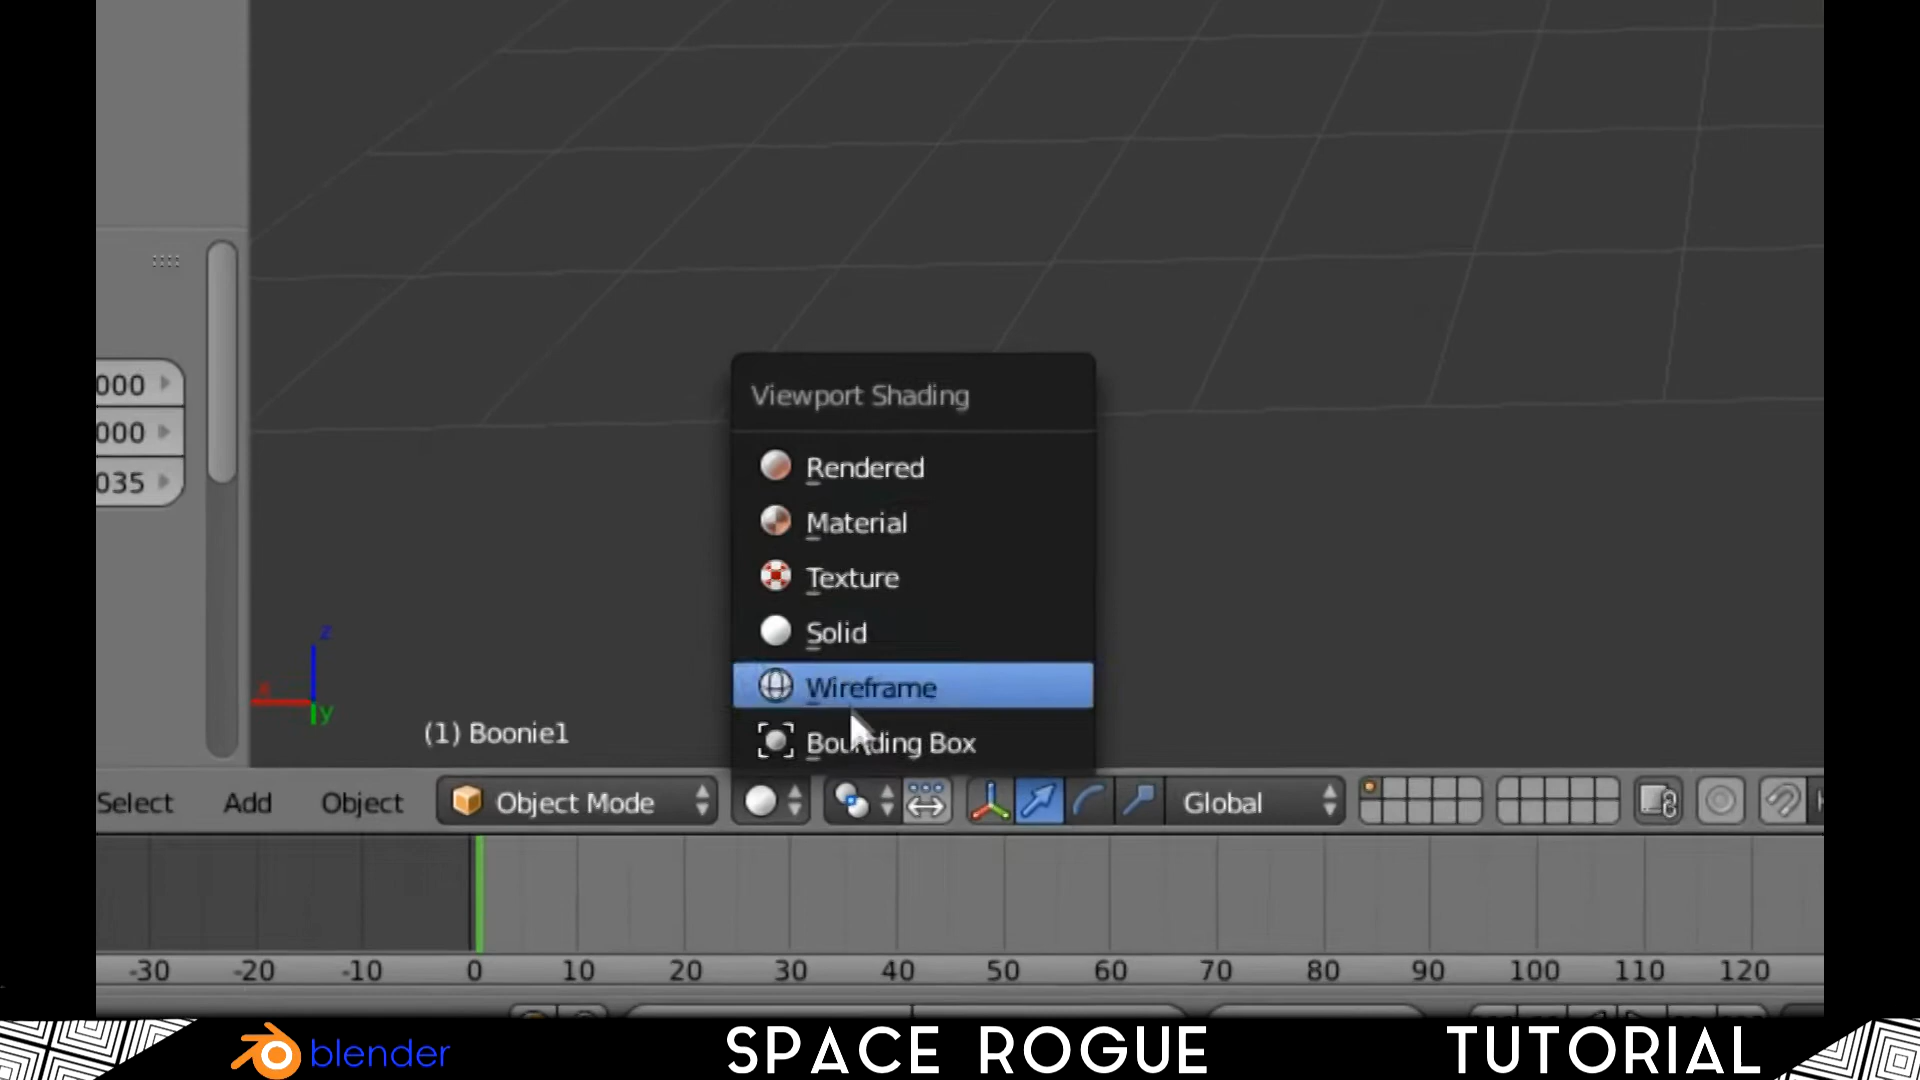 000
000
035
Viewport Shading
Rendered
Material
Texture
Solid
Wireframe
Bounding Box
z
x
y
(1) Boonie1
Select Add Object Object Mode Global
-30 -20 -10 0 10 20 30 40 50 60 70 80 90 100 110 120
blender SPACE ROGUE TUTORIAL